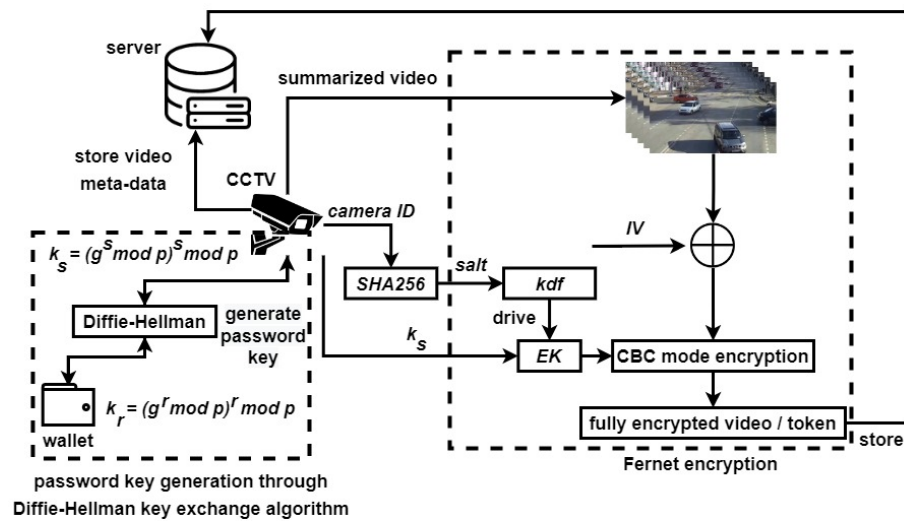 server
summarized video
store video
meta-data
CCTV
camera ID
IV
k_s = (g^s mod p)^s mod p
SHA256
salt
kdf
Diffie-Hellman
generate
password
key
drive
k_s
EK
CBC mode encryption
k_r = (g^r mod p)^r mod p
wallet
fully encrypted video / token
store
Fernet encryption
password key generation through
Diffie-Hellman key exchange algorithm